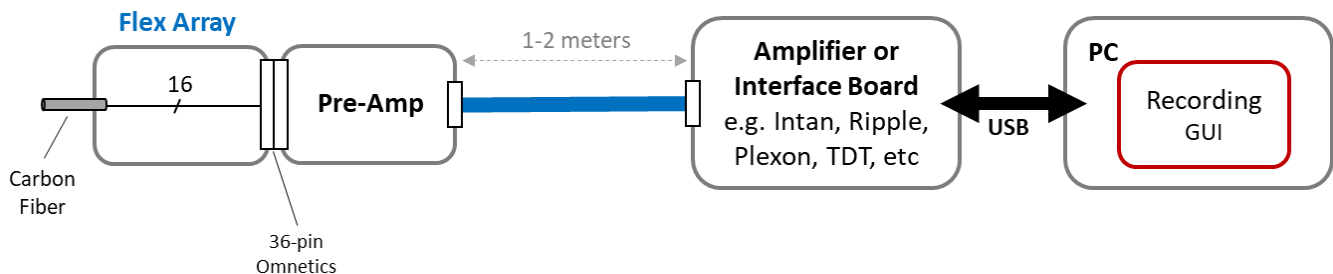 Flex Array
16
Carbon
Fiber
36-pin
Omnetics
Pre-Amp
1-2 meters
Amplifier or
Interface Board
e.g. Intan, Ripple,
Plexon, TDT, etc
USB
PC
Recording
GUI